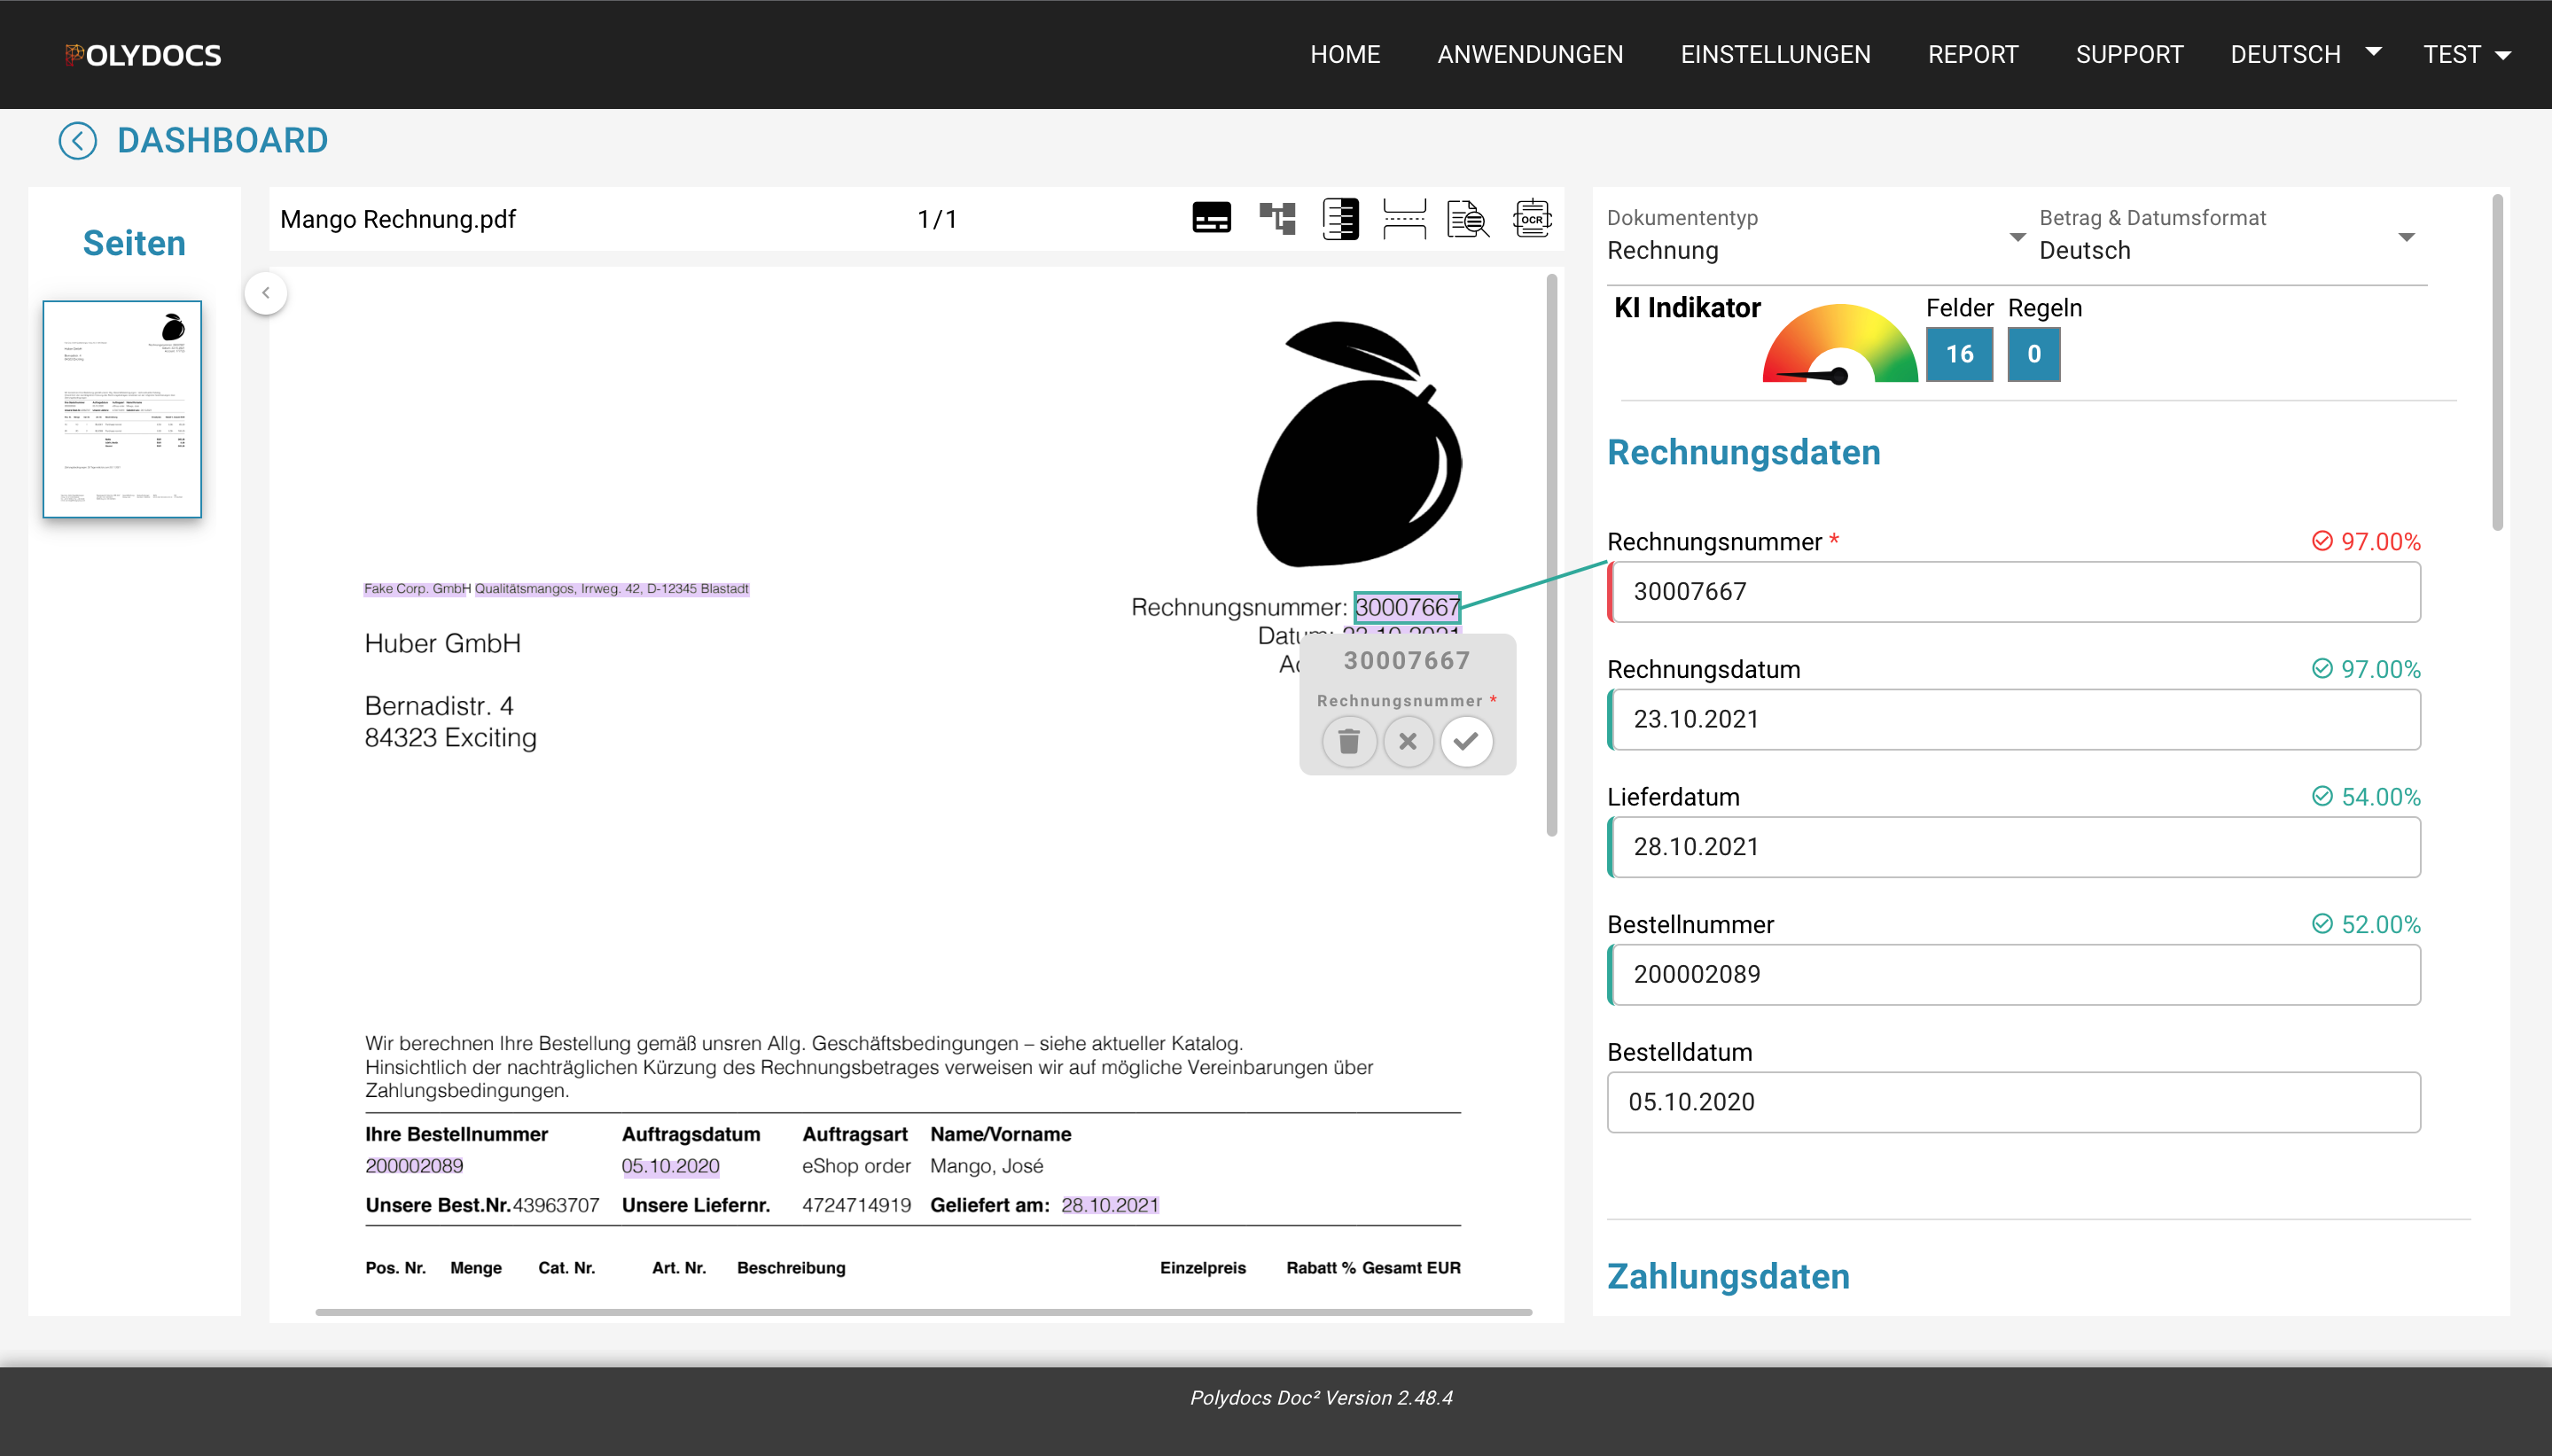 POLYDOCS
HOME ANWENDUNGEN EINSTELLUNGEN REPORT SUPPORT DEUTSCH TEST
DASHBOARD
Seiten
Mango Rechnung.pdf 1/1
OCR
Fake Corp. GmbH Qualitätsmangos, Irrweg. 42, D-12345 Blastadt
Huber GmbH
Bernadistr. 4
84323 Exciting
Rechnungsnummer: 30007667
23.10.2021
30007667
Rechnungsnummer *
Wir berechnen Ihre Bestellung gemäß unsren Allg. Geschäftsbedingungen – siehe aktueller Katalog.
Hinsichtlich der nachträglichen Kürzung des Rechnungsbetrages verweisen wir auf mögliche Vereinbarungen über
Zahlungsbedingungen.
Ihre Bestellnummer Auftragsdatum Auftragsart Name/Vorname
200002089 05.10.2020 eShop order Mango, José
Unsere Best.Nr. 43963707 Unsere Liefernr. 4724714919 Geliefert am: 28.10.2021
Pos. Nr. Menge Cat. Nr. Art. Nr. Beschreibung Einzelpreis Rabatt % Gesamt EUR
Dokumententyp Betrag & Datumsformat
Rechnung Deutsch
KI Indikator Felder Regeln
16 0
Rechnungsdaten
Rechnungsnummer * 97.00%
30007667
Rechnungsdatum 97.00%
23.10.2021
Lieferdatum 54.00%
28.10.2021
Bestellnummer 52.00%
200002089
Bestelldatum
05.10.2020
Zahlungsdaten
Polydocs Doc² Version 2.48.4